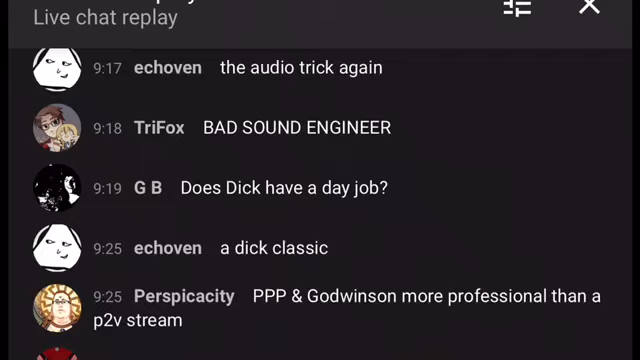 Live chat replay
9:17 echoven the audio trick again
9:18 TriFox BAD SOUND ENGINEER
9:19 G B Does Dick have a day job?
9:25 echoven a dick classic
9:25 Perspicacity PPP & Godwinson more professional than a
p2v stream